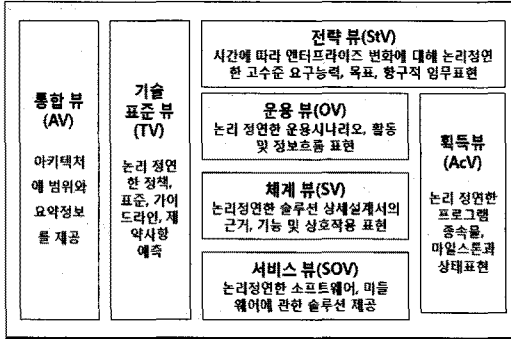 통합 뷰
(AV)
아키텍처
에 범위와
요약정보
를 제공
기술
표준 뷰
(TV)
논리 정연
한 정책,
표준, 가이
드라인, 제
약사항
예측
전략 뷰(StV)
시간에 따라 엔터프라이즈 변화에 대해 논리정연
한 고수준 요구능력, 목표, 항구적 임무표현
운용 뷰(OV)
논리 정연한 운용시나리오, 활동
및 정보흐름 표현
체계 뷰(SV)
논리정연한 솔루션 상세설계서의
근거, 기능 및 상호작용 표현
서비스 뷰(SOV)
논리정연한 소프트웨어, 미들
웨어에 관한 솔루션 제공
획득뷰
(AcV)
논리 정연한
프로그램
종속물,
마일스톤과
상태표현